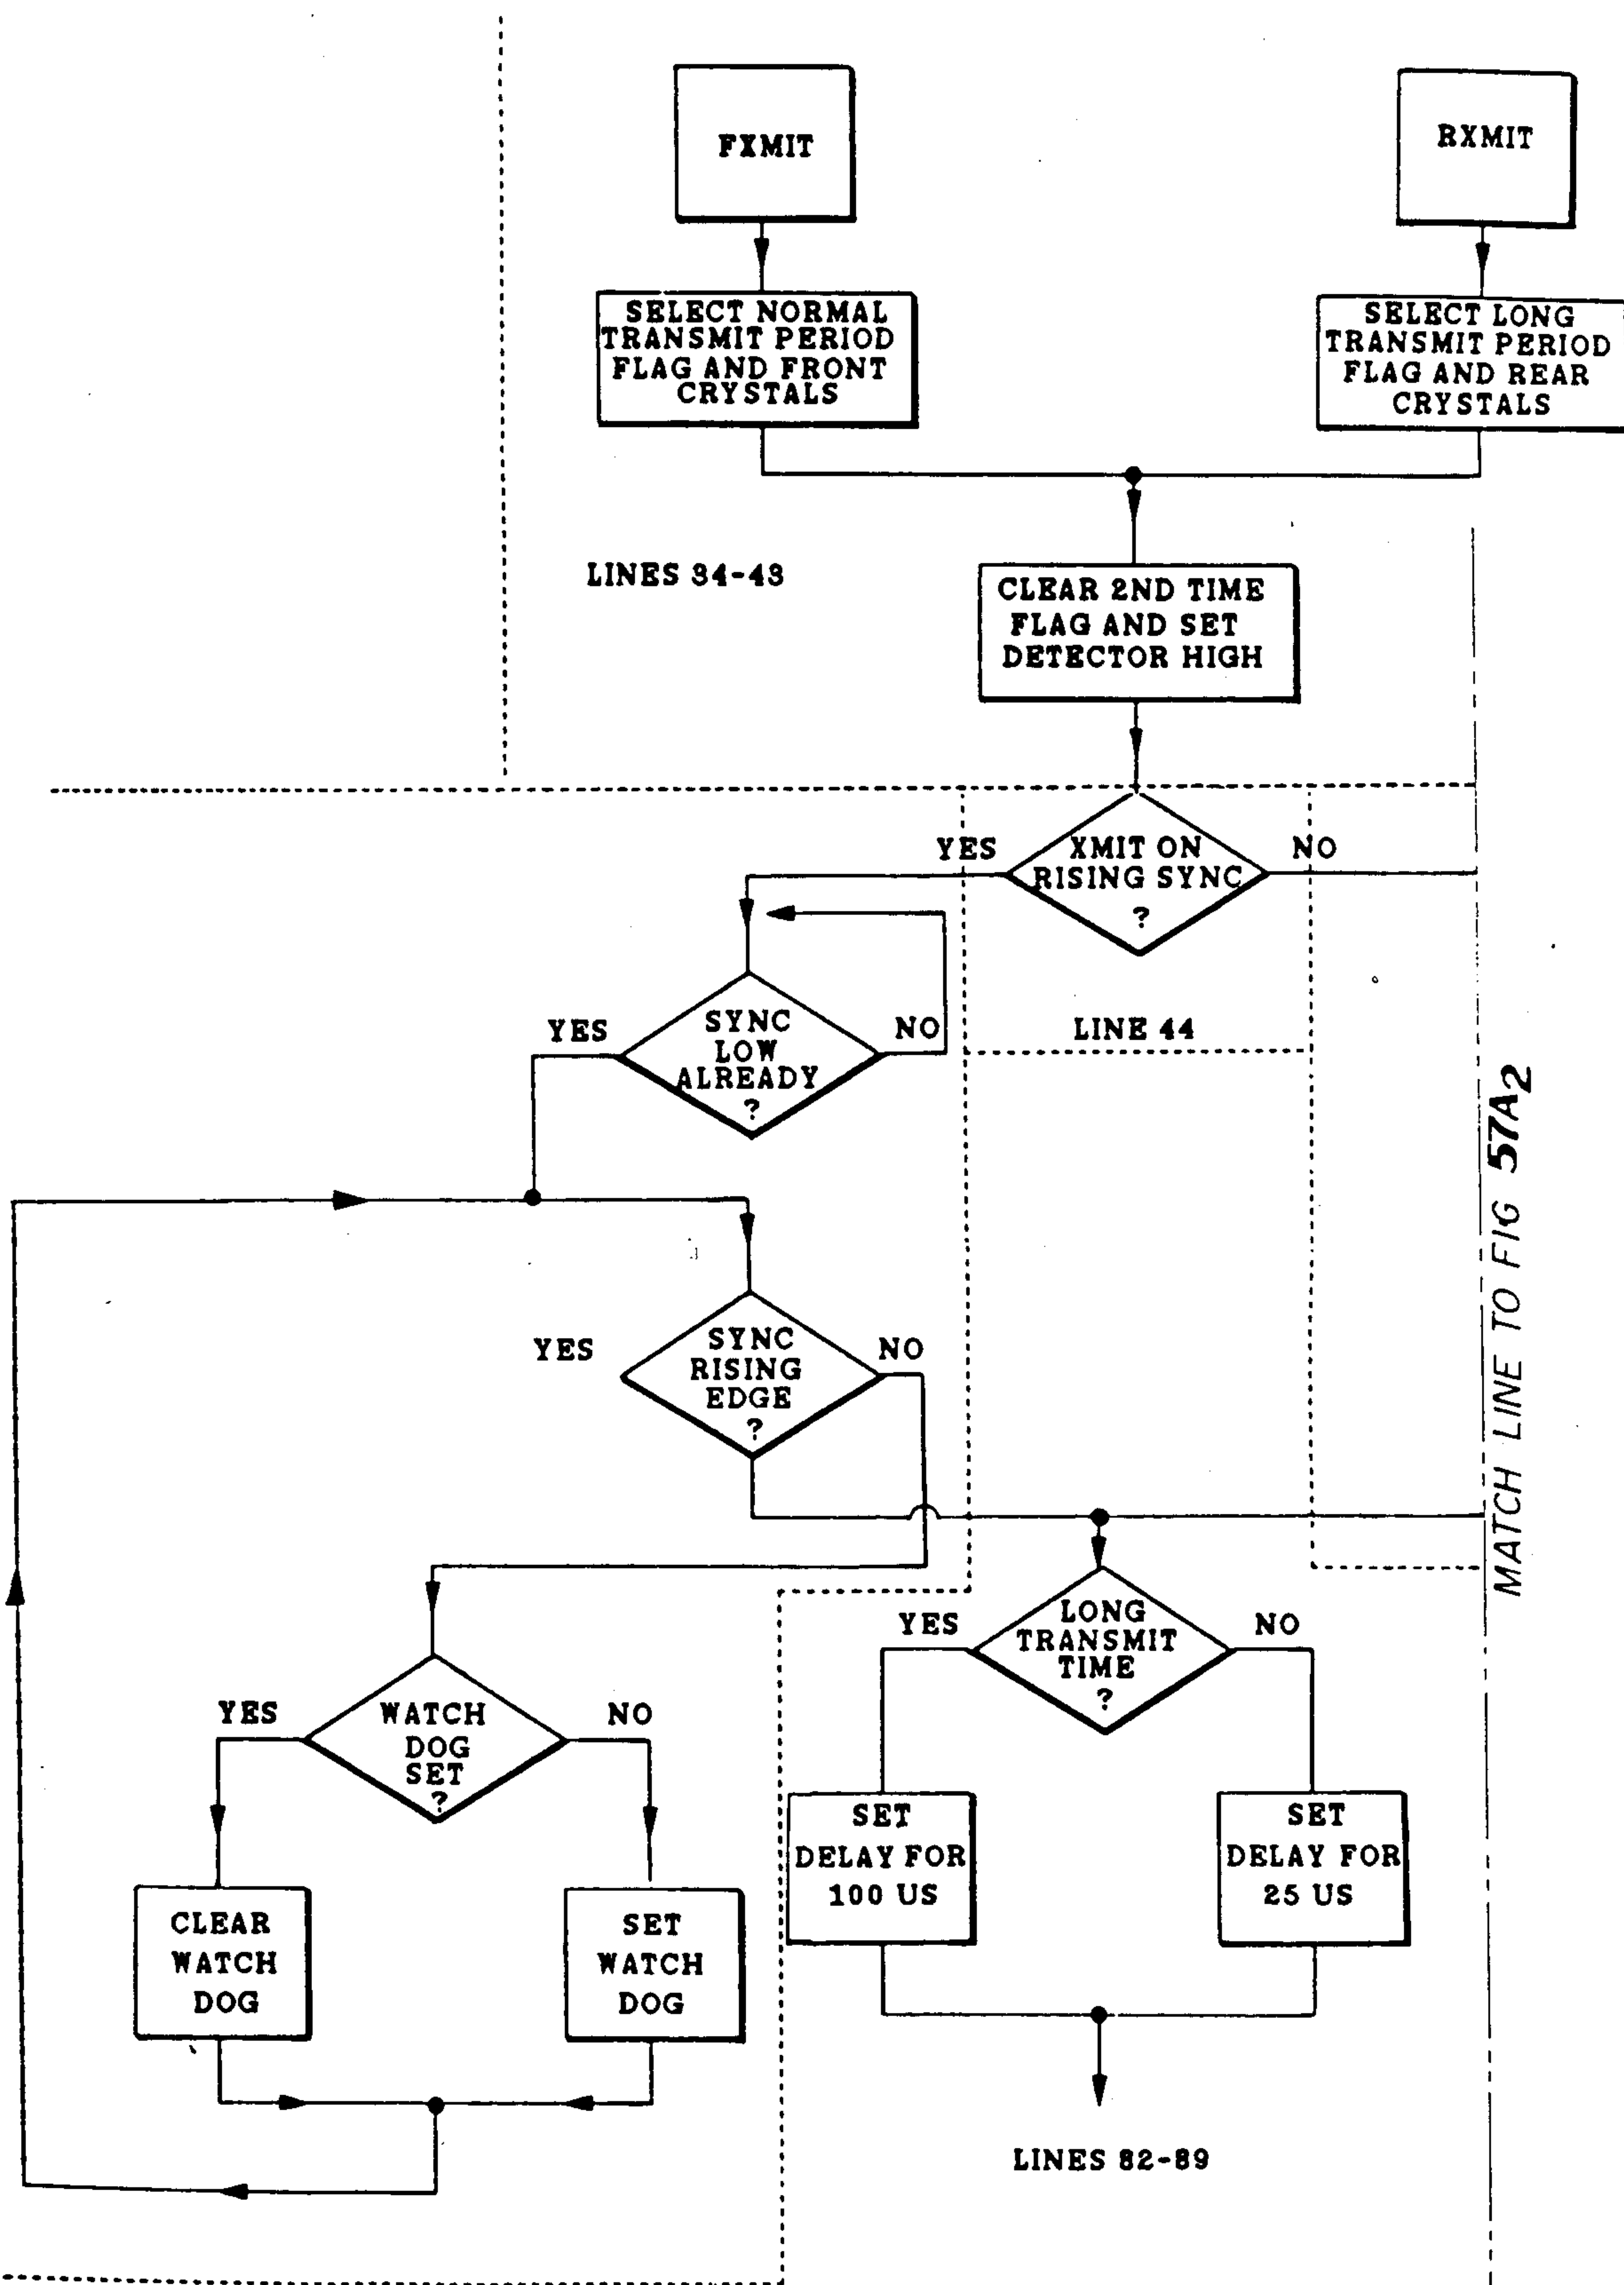 FXMIT
RXMIT
SELECT NORMAL
TRANSMIT PERIOD
FLAG AND FRONT
CRYSTALS
SELECT LONG
TRANSMIT PERIOD
FLAG AND REAR
CRYSTALS
LINES 34-43
CLEAR 2ND TIME
FLAG AND SET
DETECTOR HIGH
YES
XMIT ON
RISING SYNC
?
NO
YES
SYNC
LOW
ALREADY
?
NO
LINE 44
YES
SYNC
RISING
EDGE
?
NO
MATCH LINE TO FIG 57A2
YES
LONG
TRANSMIT
TIME
?
NO
YES
WATCH
DOG
SET
?
NO
SET
DELAY FOR
100 US
SET
DELAY FOR
25 US
CLEAR
WATCH
DOG
SET
WATCH
DOG
LINES 82-89